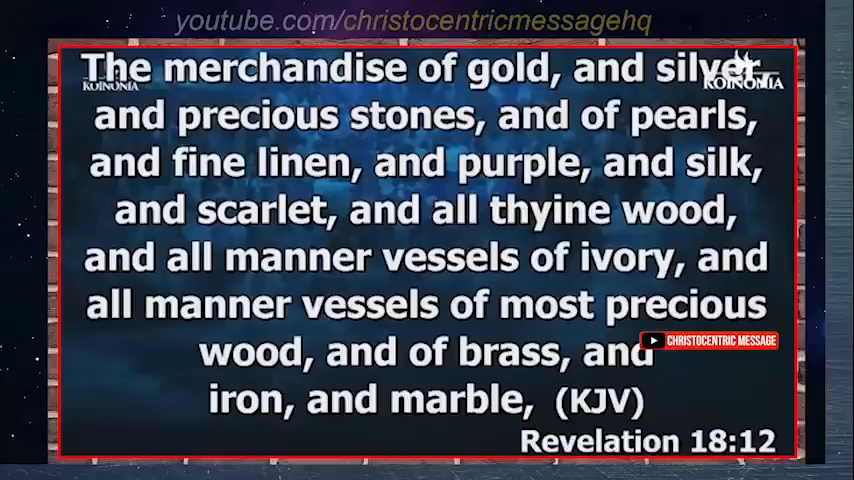 youtube.com/christocentricmessagehq
The merchandise of gold, and silver,
KOINONIA
KOINONIA
and precious stones, and of pearls,
and fine linen, and purple, and silk,
and scarlet, and all thyine wood,
and all manner vessels of ivory, and
all manner vessels of most precious
CHRISTOCENTRIC MESSAGE
wood, and of brass, and
iron, and marble, (KJV)
Revelation 18:12